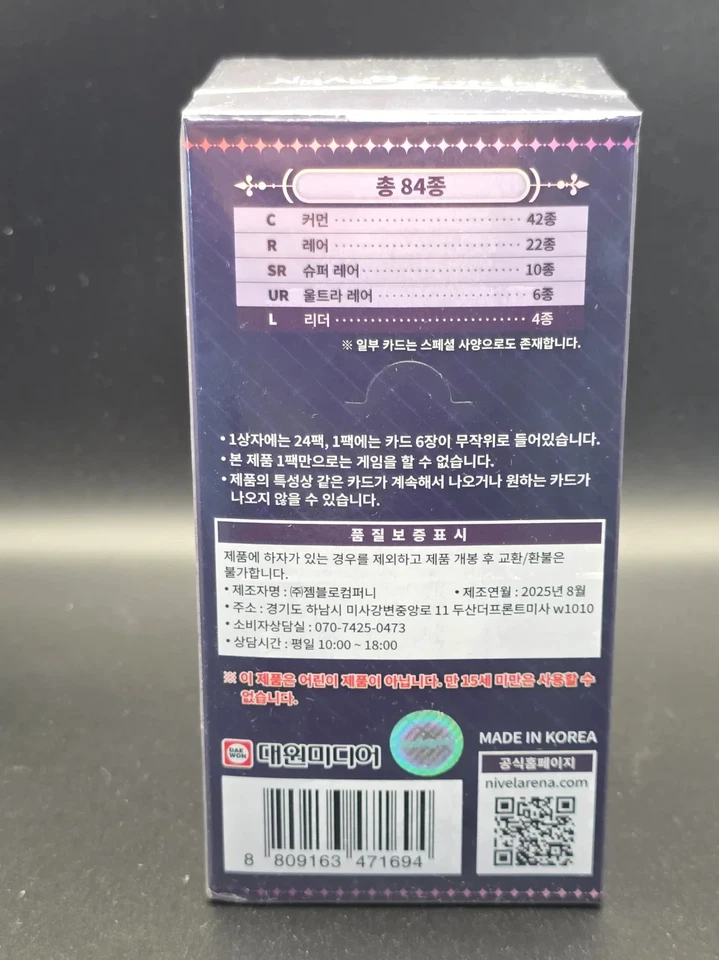 총 84종
C 커먼 42종
R 레어 22종
SR 슈퍼 레어 10종
UR 울트라 레어 6종
L 리더 4종
※ 일부 카드는 스페셜 사양으로도 존재합니다.
• 1상자에는 24팩, 1팩에는 카드 6장이 무작위로 들어있습니다.
• 본 제품 1팩만으로는 게임을 할 수 없습니다.
• 제품의 특성상 같은 카드가 계속해서 나오거나 원하는 카드가
나오지 않을 수 있습니다.
품질보증표시
제품에 하자가 있는 경우를 제외하고 제품 개봉 후 교환/환불은
불가합니다.
• 제조자명 : ㈜젬블로컴퍼니 • 제조연월 : 2025년 8월
• 주소 : 경기도 하남시 미사강변중앙로 11 두산더프론트미사 w1010
• 소비자상담실 : 070-7425-0473
• 상담시간 : 평일 10:00 ~ 18:00
※ 이 제품은 어린이 제품이 아닙니다. 만 15세 미만은 사용할 수
없습니다.
DAE WON 대원미디어
MADE IN KOREA
공식홈페이지
nivelarena.com
8 809163 471694